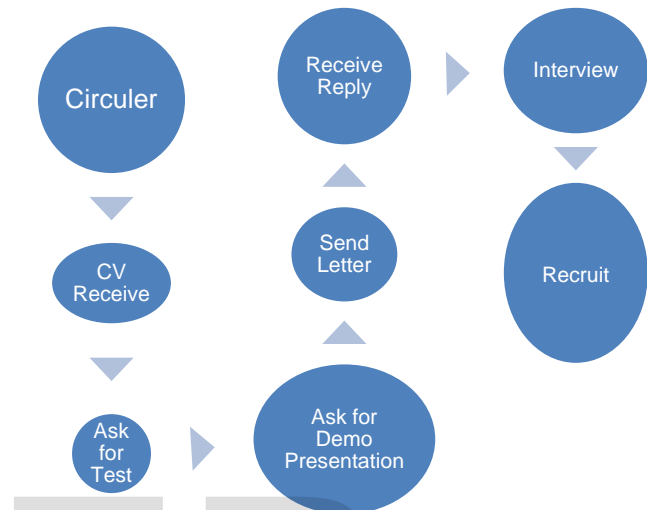 Circuler
CV
Receive
Ask
for
Test
Ask for
Demo
Presentation
Send
Letter
Receive
Reply
Interview
Recruit